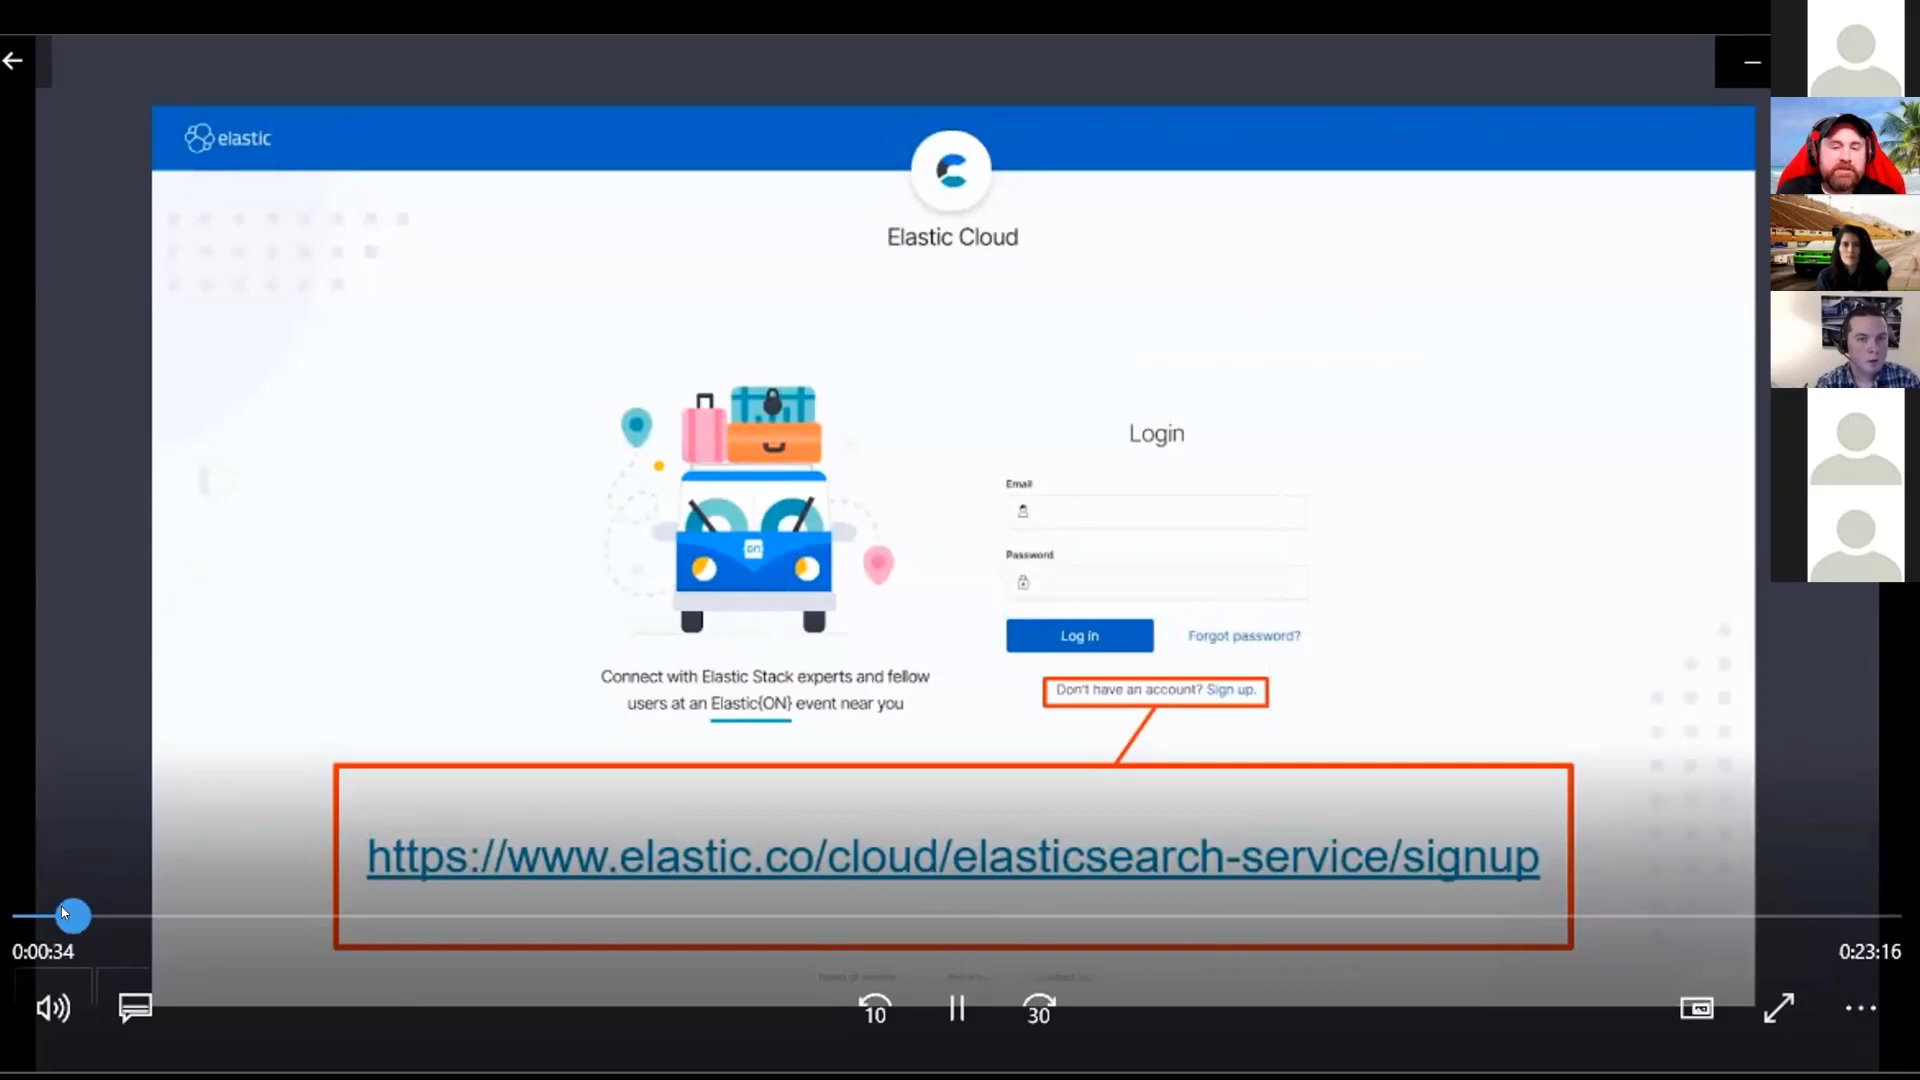 elastic
Elastic Cloud
Login
Email
Password
Log in
Forgot password?
Don't have an account? Sign up.
on
Connect with Elastic Stack experts and fellow
users at an Elastic{ON} event near you
https://www.elastic.co/cloud/elasticsearch-service/signup
0:00:34
0:23:16
10
30